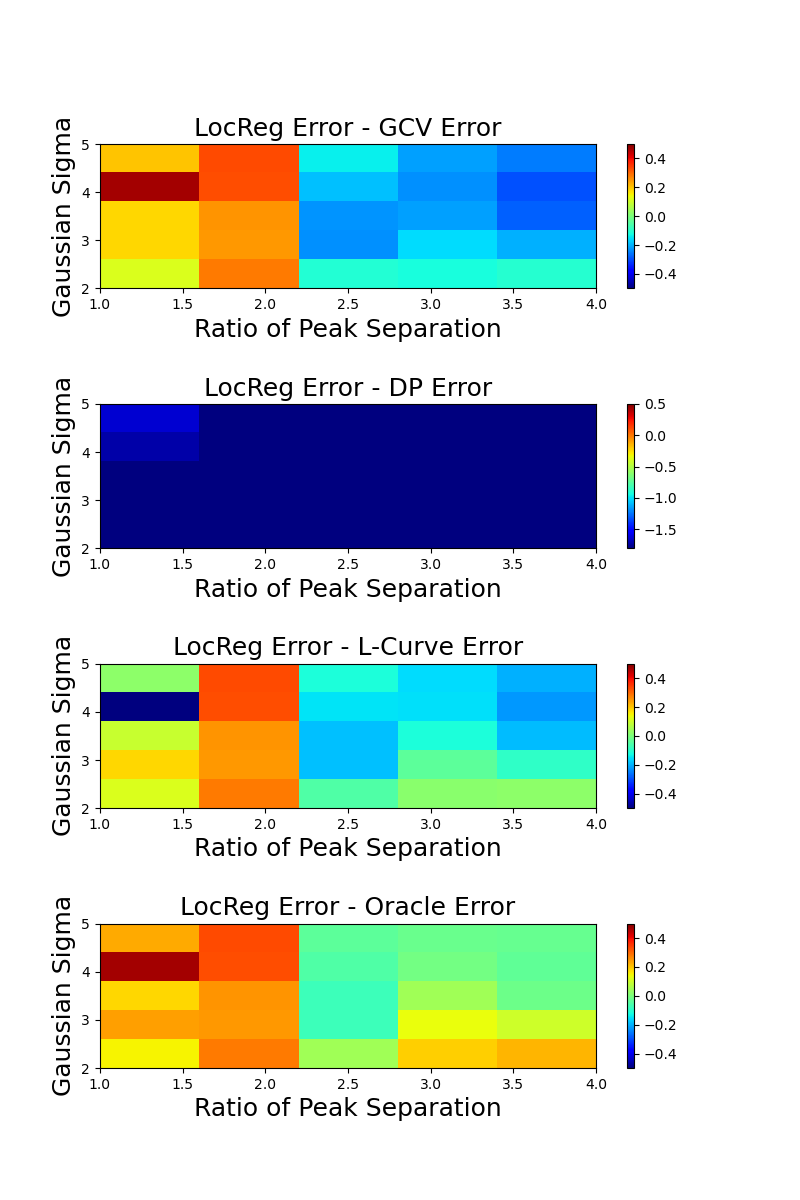 LocReg Error - GCV Error
Gaussian Sigma
5
4
3
2
1.0 1.5 2.0 2.5 3.0 3.5 4.0
Ratio of Peak Separation
0.4
0.2
0.0
−0.2
−0.4
LocReg Error - DP Error
Gaussian Sigma
5
4
3
2
1.0 1.5 2.0 2.5 3.0 3.5 4.0
Ratio of Peak Separation
0.5
0.0
−0.5
−1.0
−1.5
LocReg Error - L-Curve Error
Gaussian Sigma
5
4
3
2
1.0 1.5 2.0 2.5 3.0 3.5 4.0
Ratio of Peak Separation
0.4
0.2
0.0
−0.2
−0.4
LocReg Error - Oracle Error
Gaussian Sigma
5
4
3
2
1.0 1.5 2.0 2.5 3.0 3.5 4.0
Ratio of Peak Separation
0.4
0.2
0.0
−0.2
−0.4